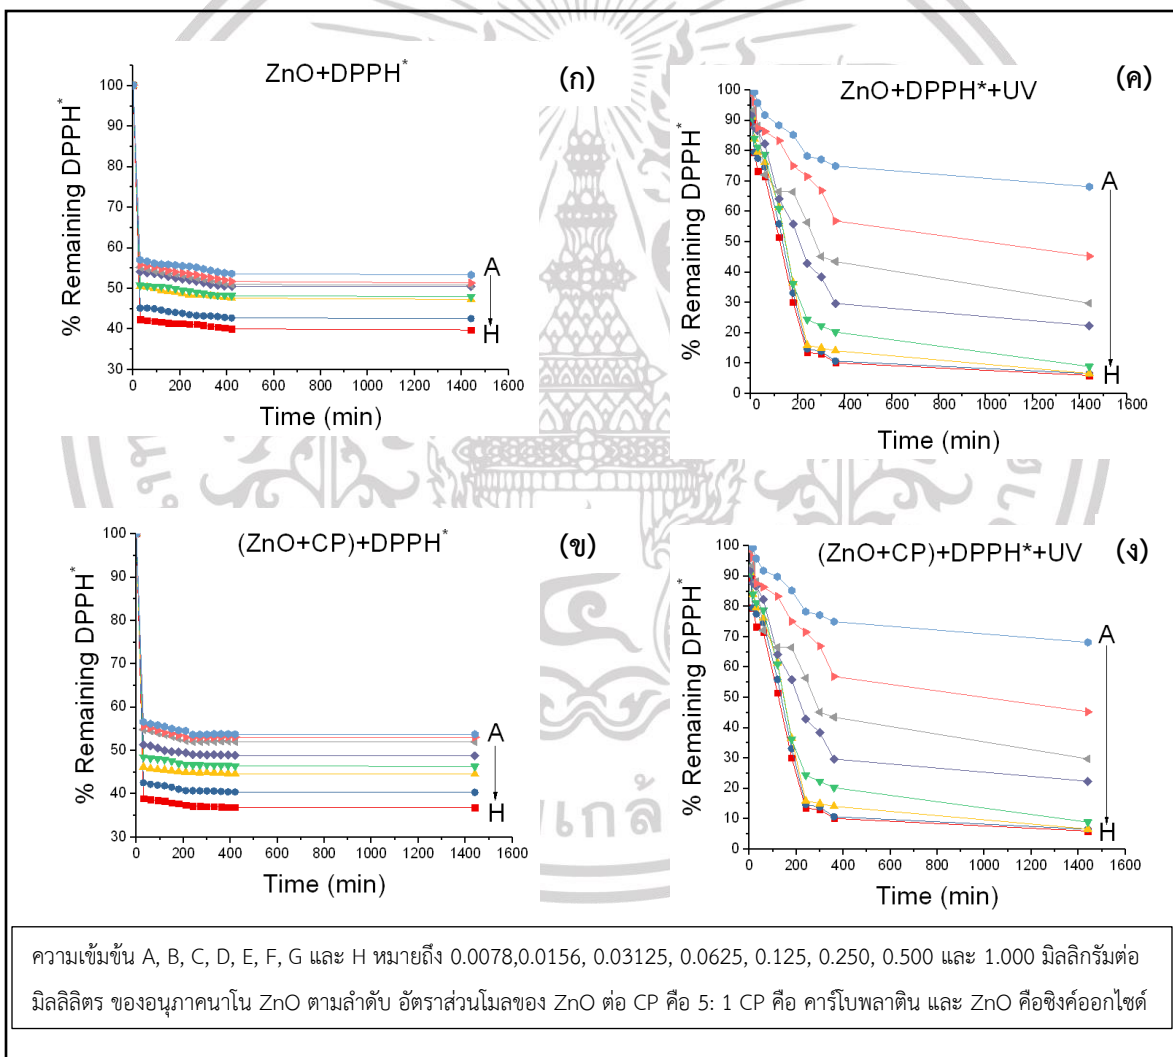 ZnO+DPPH*
(ก)
% Remaining DPPH*
100
90
80
70
60
50
40
30
A
H
0 200 400 600 800 1000 1200 1400 1600
Time (min)
ZnO+DPPH*+UV
(ค)
% Remaining DPPH*
100
90
80
70
60
50
40
30
20
10
0
A
H
0 200 400 600 800 1000 1200 1400 1600
Time (min)
(ZnO+CP)+DPPH*
(ข)
% Remaining DPPH*
100
90
80
70
60
50
40
30
A
H
0 200 400 600 800 1000 1200 1400 1600
Time (min)
(ZnO+CP)+DPPH*+UV
(ง)
% Remaining DPPH*
100
90
80
70
60
50
40
30
20
10
0
A
H
0 200 400 600 800 1000 1200 1400 1600
Time (min)
ความเข้มข้น A, B, C, D, E, F, G และ H หมายถึง 0.0078,0.0156, 0.03125, 0.0625, 0.125, 0.250, 0.500 และ 1.000 มิลลิกรัมต่อ
มิลลิลิตร ของอนุภาคนาโน ZnO ตามลำดับ อัตราส่วนโมลของ ZnO ต่อ CP คือ 5: 1 CP คือ คาร์โบพลาติน และ ZnO คือซิงค์ออกไซด์